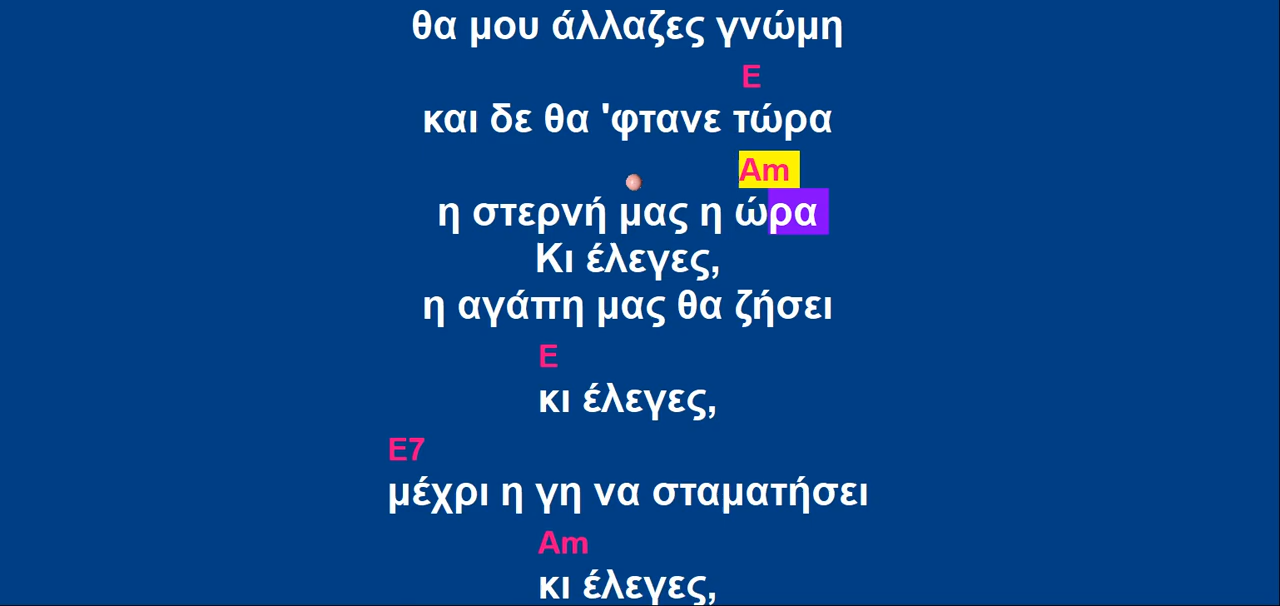 θα μου άλλαζες γνώμη
E
και δε θα 'φτανε τώρα
Am
η στερνή μας η ώρα
Κι έλεγες,
η αγάπη μας θα ζήσει
E
κι έλεγες,
E7
μέχρι η γη να σταματήσει
Am
κι έλεγες,